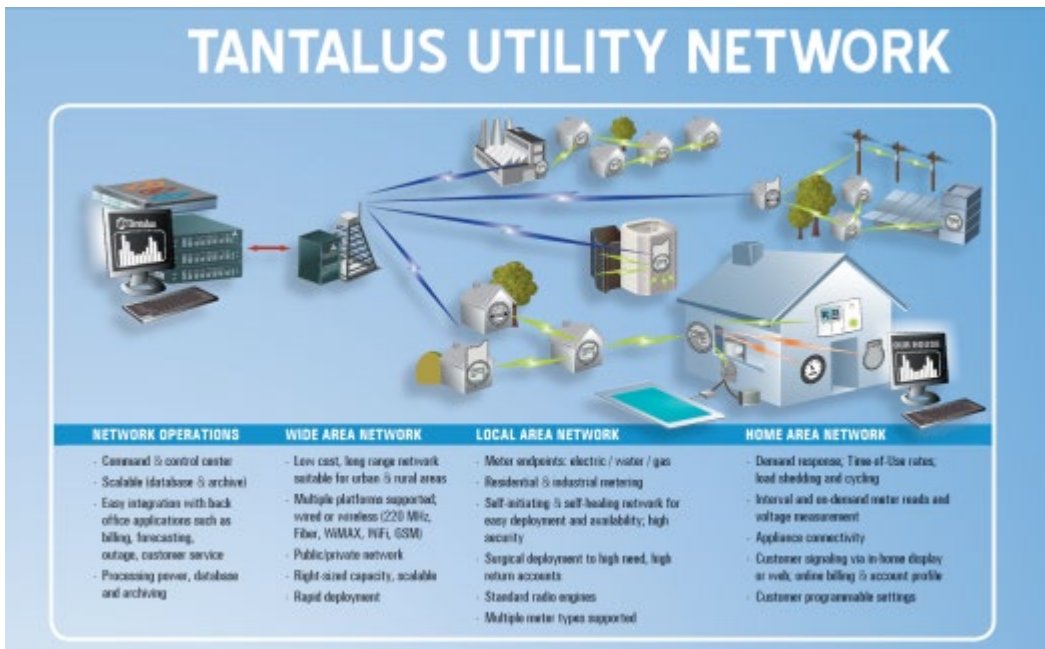 TANTALUS UTILITY NETWORK
Tantalus
OUR HOUSE
NETWORK OPERATIONS
- Command & control center
- Scalable (database & archive)
- Easy integration with back
office applications such as
billing, forecasting,
outage, customer service
- Processing power, database
and archiving
WIDE AREA NETWORK
- Low cost, long range network
suitable for urban & rural areas
- Multiple platforms supported;
wired or wireless (220 MHz,
Fiber, WiMAX, WiFi, GSM)
- Public/private network
- Right-sized capacity, scalable
- Rapid deployment
LOCAL AREA NETWORK
- Meter endpoints: electric / water / gas
- Residential & industrial metering
- Self-initiating & self-healing network for
easy deployment and availability; high
security
- Surgical deployment to high need, high
return accounts
- Standard radio engines
- Multiple meter types supported
HOME AREA NETWORK
- Demand response; Time-of-Use rates;
load shedding and cycling
- Interval and on-demand meter reads and
voltage measurement
- Appliance connectivity
- Customer signaling via in-home display
or web; online billing & account profile
- Customer programmable settings